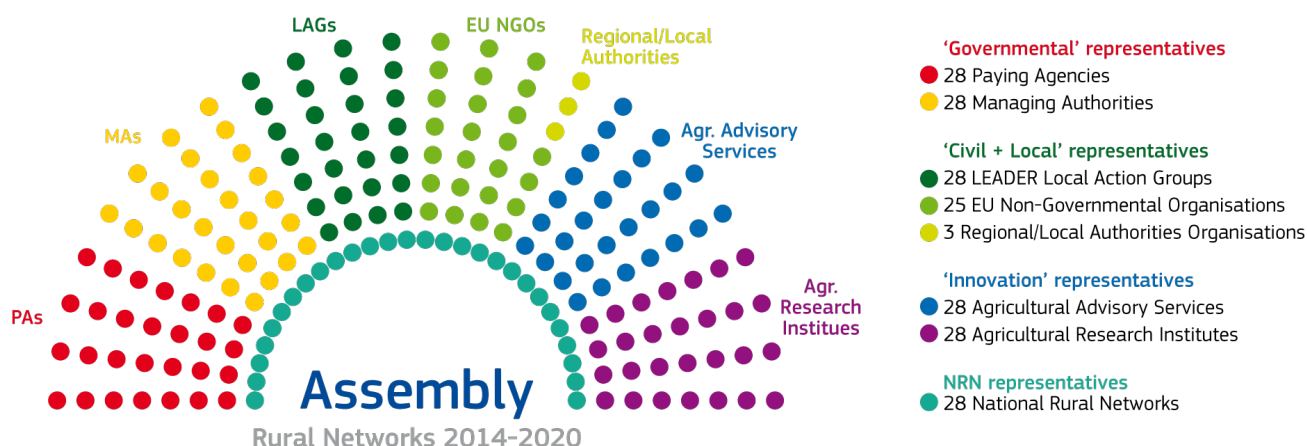 LAGs
EU NGOs
Regional/Local
Authorities
MAs
Agr. Advisory
Services
PAs
Agr.
Research
Institues
Assembly
Rural Networks 2014-2020
‘Governmental’ representatives
28 Paying Agencies
28 Managing Authorities
‘Civil + Local’ representatives
28 LEADER Local Action Groups
25 EU Non-Governmental Organisations
3 Regional/Local Authorities Organisations
‘Innovation’ representatives
28 Agricultural Advisory Services
28 Agricultural Research Institutes
NRN representatives
28 National Rural Networks